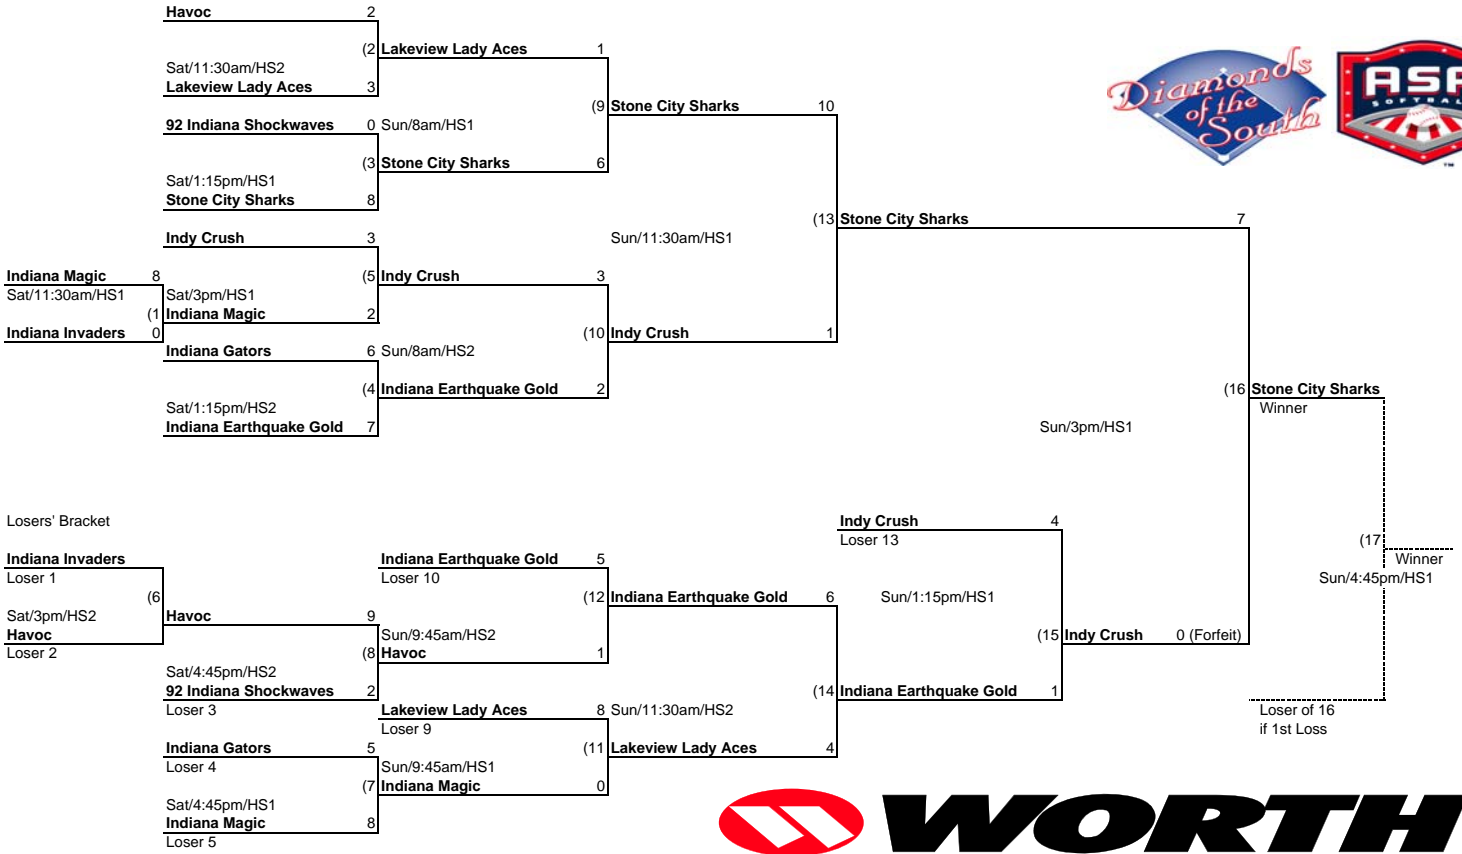 Havoc 2
(2 Lakeview Lady Aces 1
Sat/11:30am/HS2
Lakeview Lady Aces 3
(9 Stone City Sharks 10
92 Indiana Shockwaves 0 Sun/8am/HS1
(3 Stone City Sharks 6
Sat/1:15pm/HS1
Stone City Sharks 8
(13 Stone City Sharks 7
Indy Crush 3
Sun/11:30am/HS1
Indiana Magic 8
(5 Indy Crush 3
Sat/11:30am/HS1
Sat/3pm/HS1
(1 Indiana Magic 2
Indiana Invaders 0
(10 Indy Crush 1
Indiana Gators 6 Sun/8am/HS2
(4 Indiana Earthquake Gold 2
(16 Stone City Sharks
Sat/1:15pm/HS2
Winner
Indiana Earthquake Gold 7
Sun/3pm/HS1
Diamonds
of the
South
ASA
SOFTBALL
TM
Losers' Bracket
Indy Crush 4
Loser 13
(17
Indiana Invaders
Indiana Earthquake Gold 5
Winner
Loser 1
Loser 10
Sun/4:45pm/HS1
(6
(12 Indiana Earthquake Gold 6
Sun/1:15pm/HS1
Sat/3pm/HS2
Havoc 9
Havoc
Sun/9:45am/HS2
(15 Indy Crush 0 (Forfeit)
Loser 2
(8 Havoc 1
Sat/4:45pm/HS2
92 Indiana Shockwaves 2
(14 Indiana Earthquake Gold 1
Loser 3
Lakeview Lady Aces 8 Sun/11:30am/HS2
Loser of 16
Loser 9
if 1st Loss
Indiana Gators 5
(11 Lakeview Lady Aces 4
Loser 4
Sun/9:45am/HS1
(7 Indiana Magic 0
Sat/4:45pm/HS1
Indiana Magic 8
Loser 5
WORTH